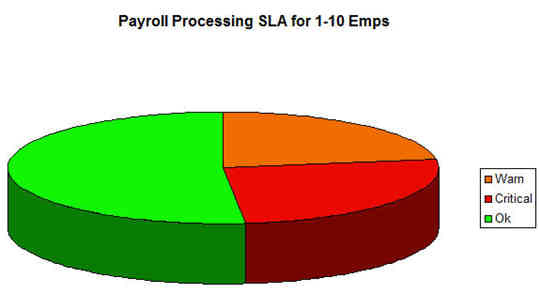 Payroll Processing SLA for 1-10 Emps
Warn
Critical
Ok